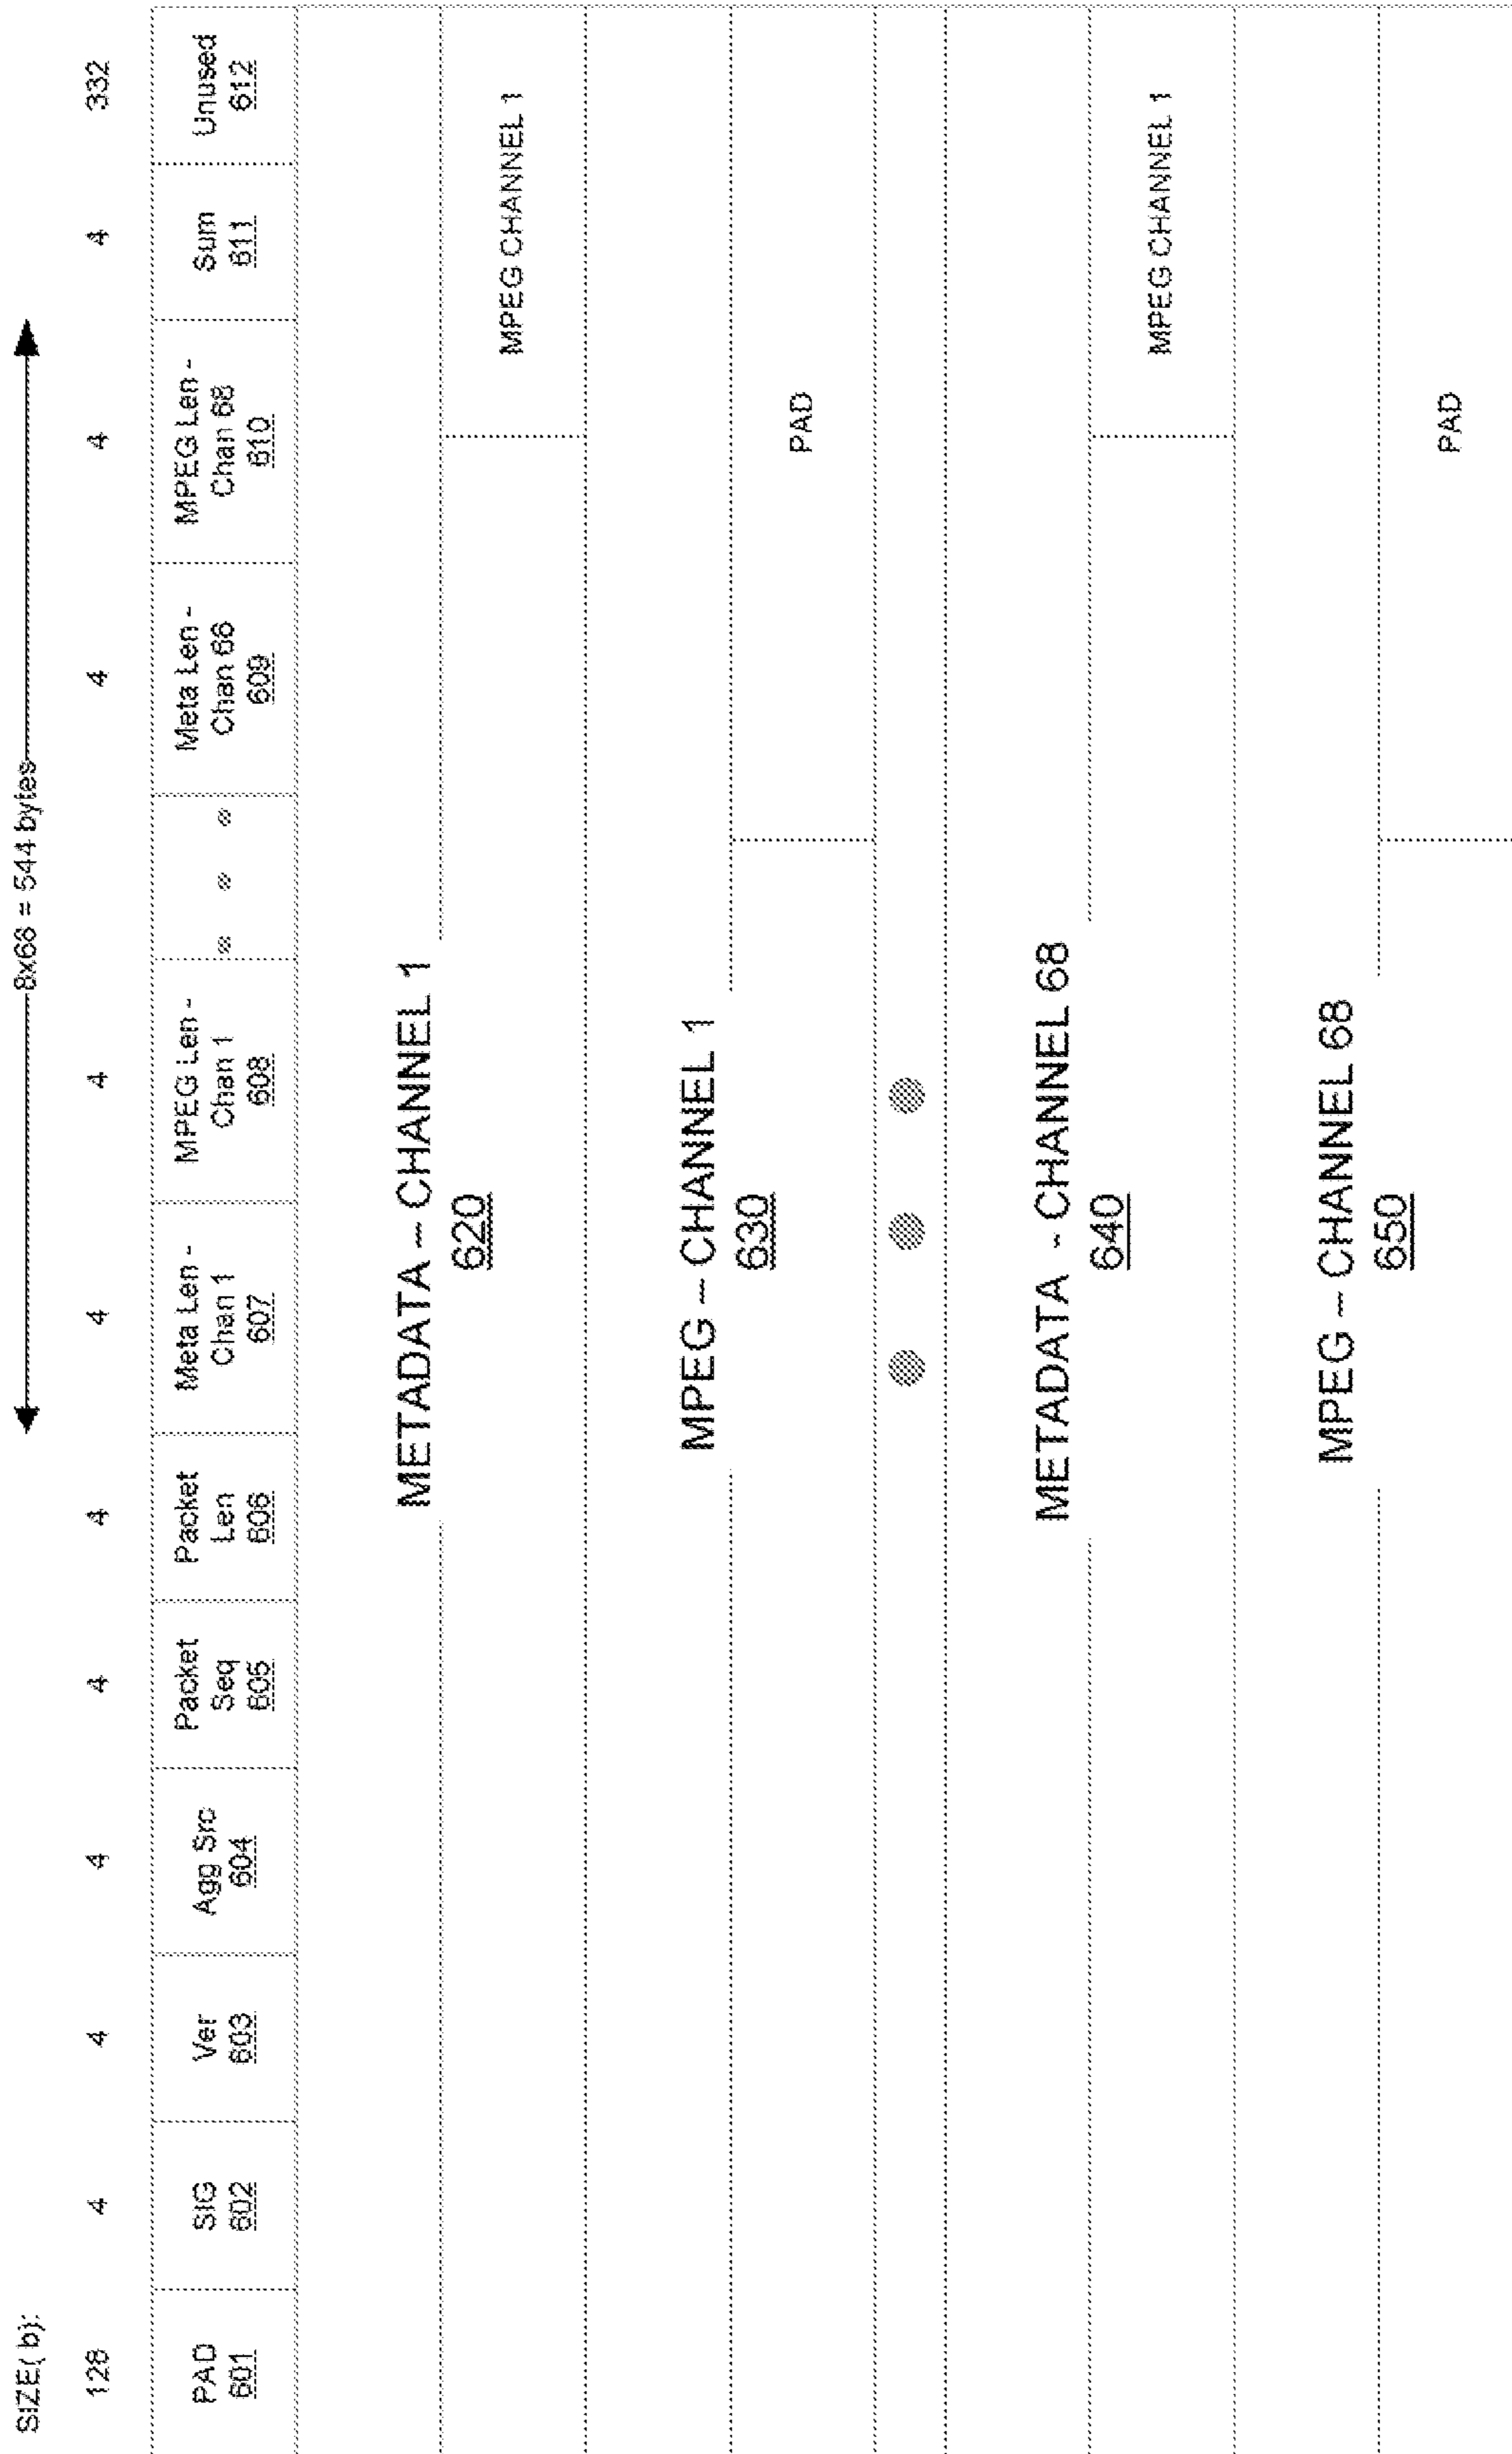 8x68 = 544 bytes
SIZE( b):
128 4 4 4 4 4 4 4 4 4 4 332
PAD
601
SIG
602
Ver
603
Agg Src
604
Packet
Seq
605
Packet
Len
606
Meta Len -
Chan 1
607
MPEG Len -
Chan 1
608
Meta Len -
Chan 68
609
MPEG Len -
Chan 68
610
Sum
611
Unused
612
METADATA – CHANNEL 1
620
MPEG CHANNEL 1
MPEG – CHANNEL 1
630
PAD
METADATA - CHANNEL 68
640
MPEG CHANNEL 1
MPEG – CHANNEL 68
650
PAD